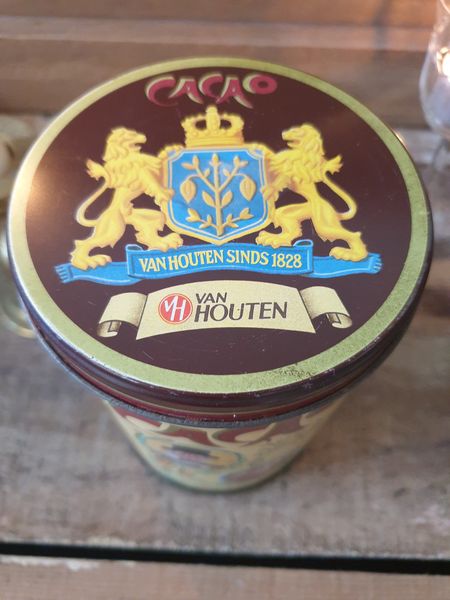 CACAO
VAN HOUTEN SINDS 1828
VH VAN
HOUTEN